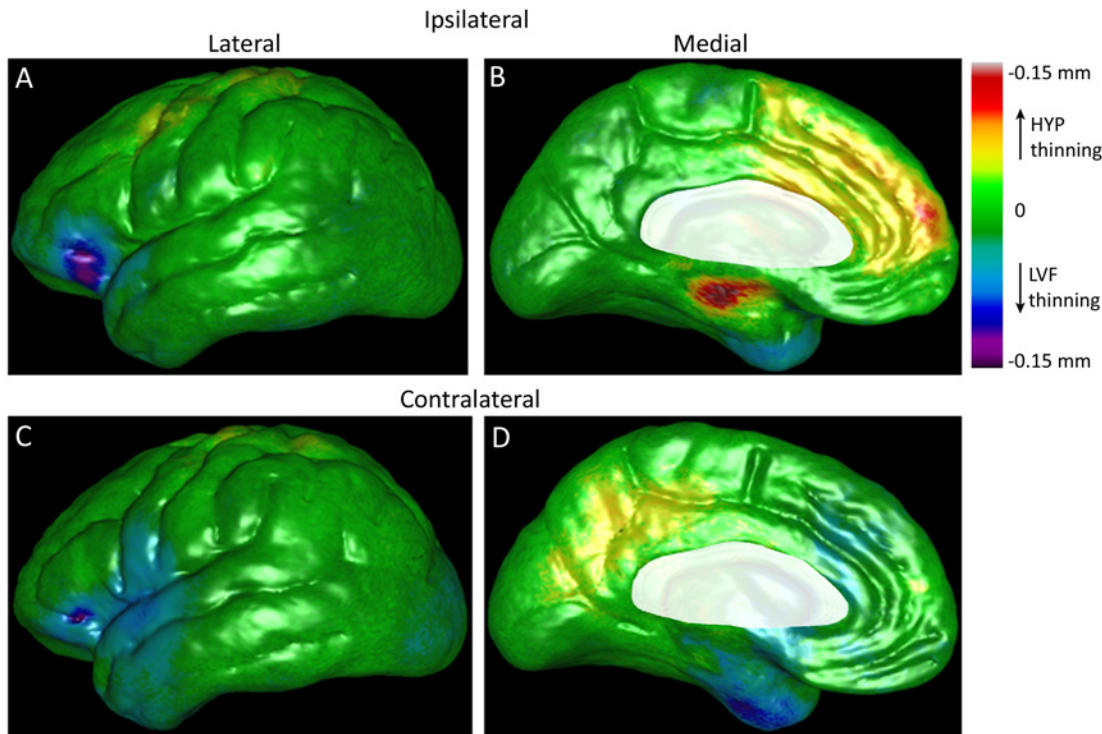 Ipsilateral
Lateral
Medial
A
B
-0.15 mm
HYP
thinning
0
LVF
thinning
-0.15 mm
Contralateral
C
D